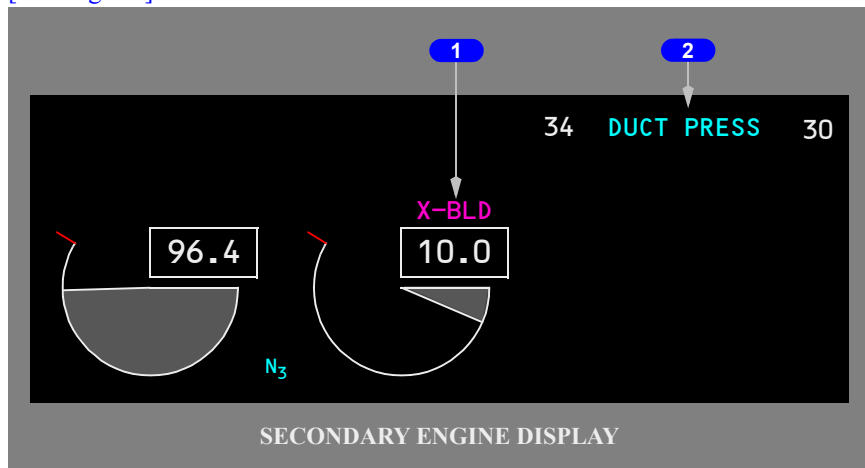 1 2
34 DUCT PRESS 30
X-BLD
96.4 10.0
N3
SECONDARY ENGINE DISPLAY